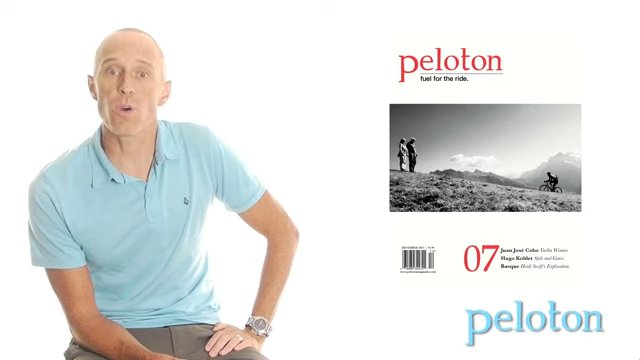 peloton
fuel for the ride.
07
Juan José Cobo Vuelta Winner.
Hugo Koblet Style and Grace.
Basque Heidi Swift's Exploration.
peloton